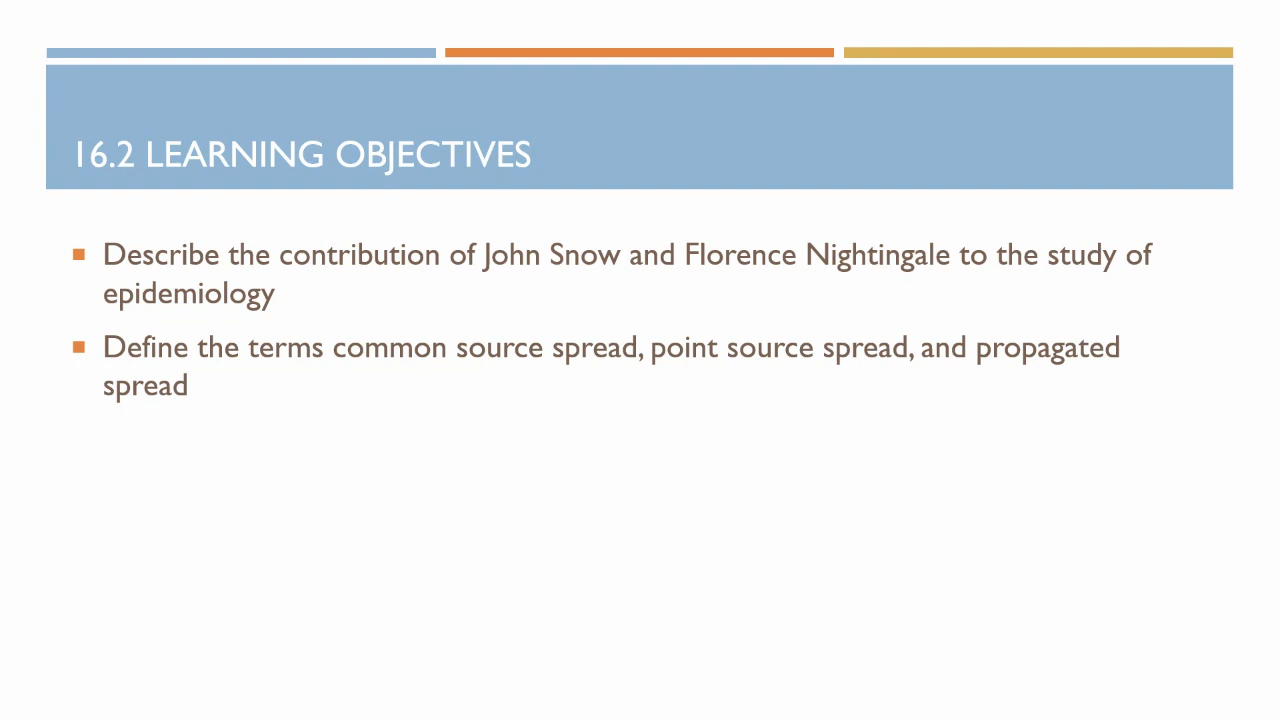 16.2 LEARNING OBJECTIVES
Describe the contribution of John Snow and Florence Nightingale to the study of
epidemiology
Define the terms common source spread, point source spread, and propagated
spread